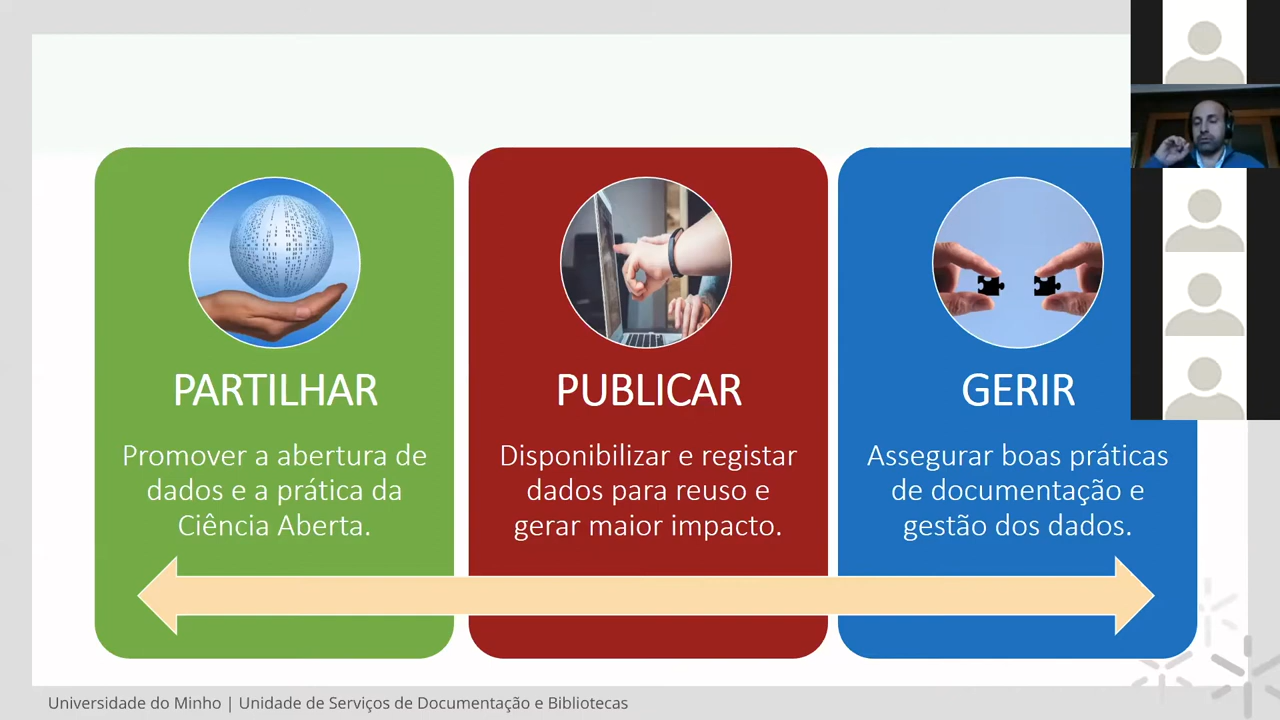 PARTILHAR
Promover a abertura de
dados e a prática da
Ciência Aberta.
PUBLICAR
Disponibilizar e registar
dados para reuso e
gerar maior impacto.
GERIR
Assegurar boas práticas
de documentação e
gestão dos dados.
Universidade do Minho | Unidade de Serviços de Documentação e Bibliotecas